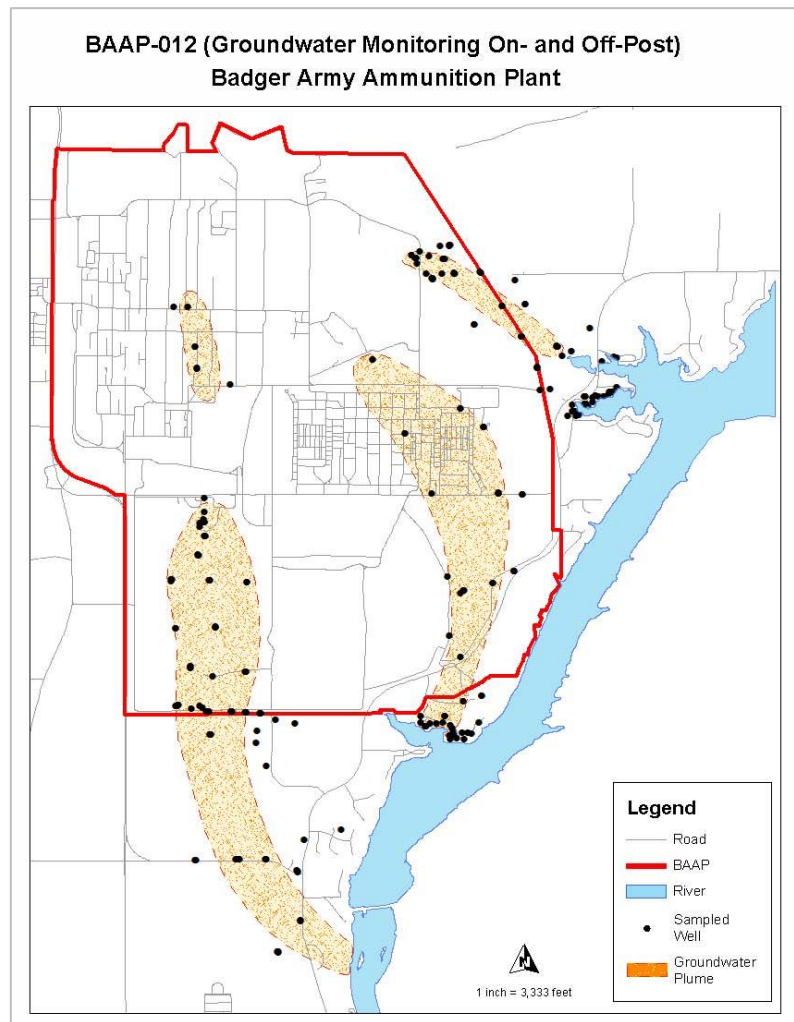 BAAP-012 (Groundwater Monitoring On- and Off-Post)
Badger Army Ammunition Plant
Legend
Road
BAAP
River
Sampled
Well
Groundwater
Plume
N
1 inch = 3,333 feet